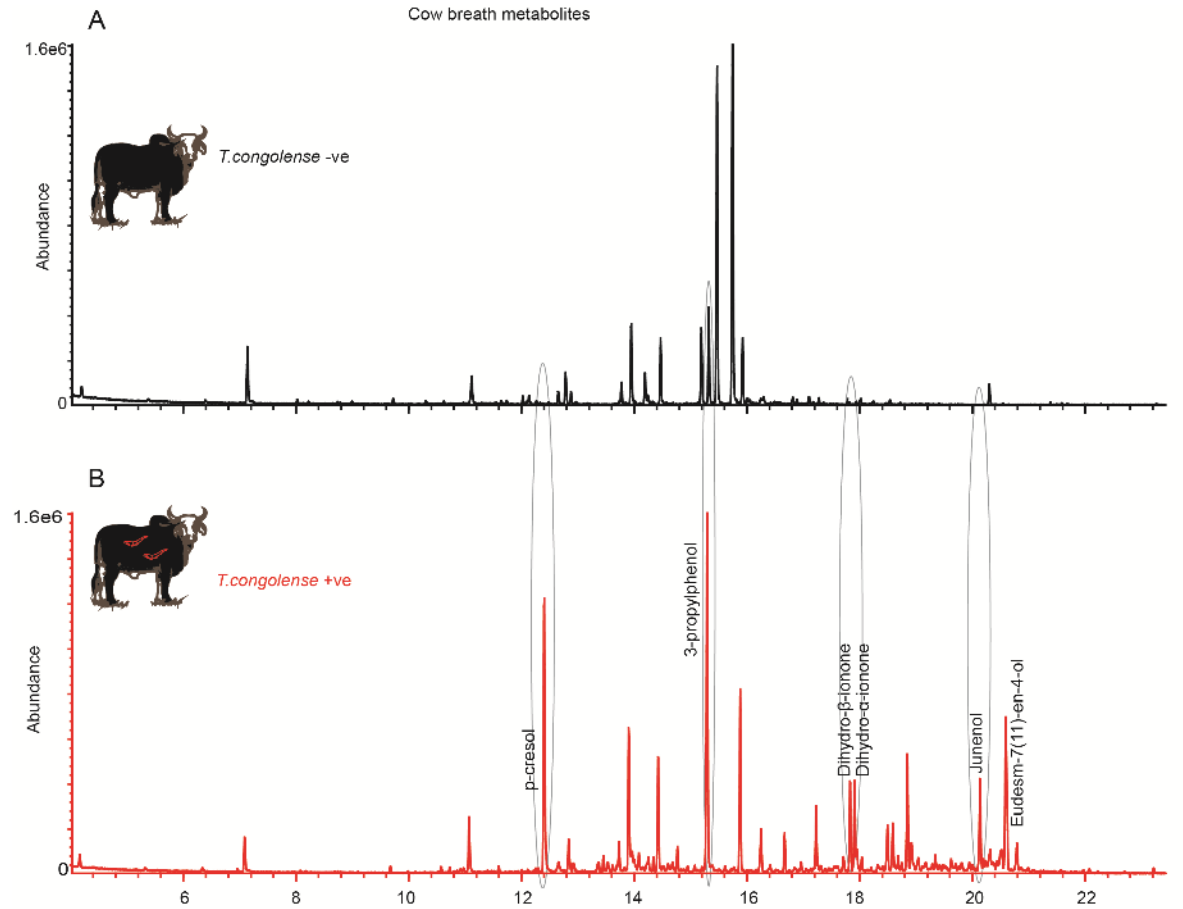 A
Cow breath metabolites
1.6e6
T.congolense -ve
Abundance
0
B
1.6e6
T.congolense +ve
Abundance
p-cresol
3-propylphenol
Dihydro-β-ionone
Dihydro-α-ionone
Junenol
Eudesm-7(11)-en-4-ol
0
6 8 10 12 14 16 18 20 22